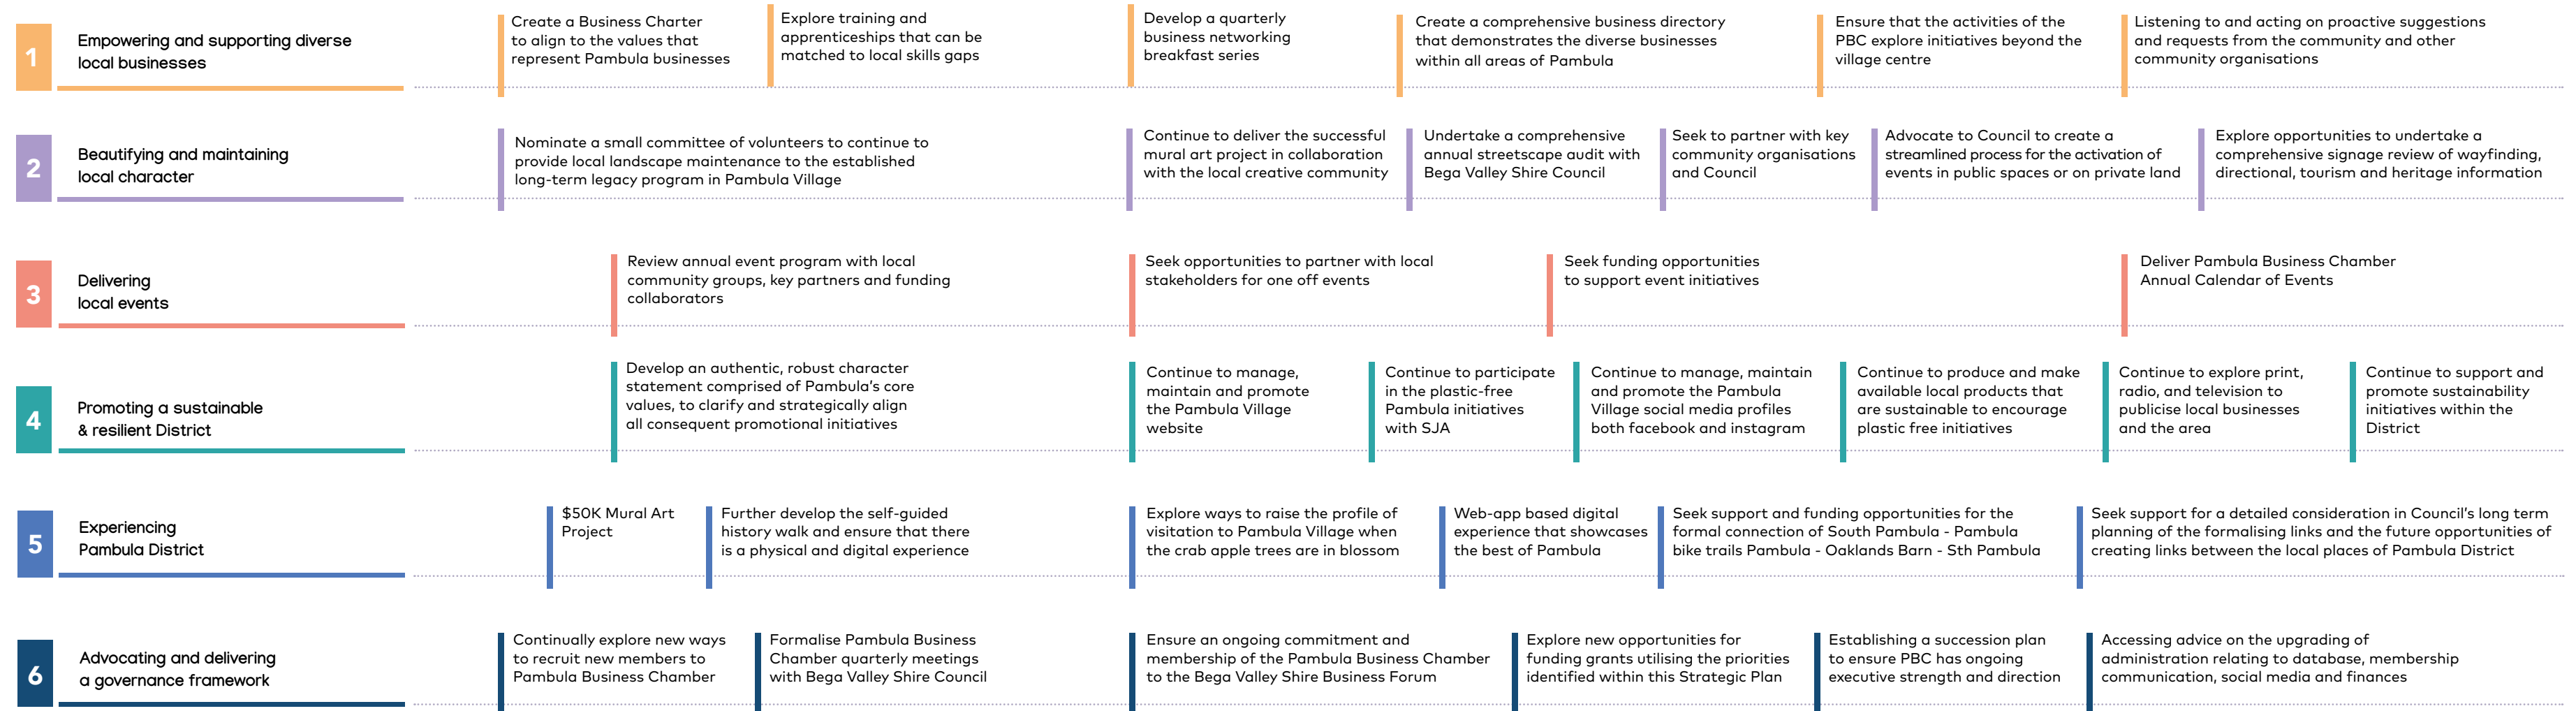 1
Empowering and supporting diverse
local businesses
Create a Business Charter
to align to the values that
represent Pambula businesses
Explore training and
apprenticeships that can be
matched to local skills gaps
Develop a quarterly
business networking
breakfast series
Create a comprehensive business directory
that demonstrates the diverse businesses
within all areas of Pambula
Ensure that the activities of the
PBC explore initiatives beyond the
village centre
Listening to and acting on proactive suggestions
and requests from the community and other
community organisations
2
Beautifying and maintaining
local character
Nominate a small committee of volunteers to continue to
provide local landscape maintenance to the established
long-term legacy program in Pambula Village
Continue to deliver the successful
mural art project in collaboration
with the local creative community
Undertake a comprehensive
annual streetscape audit with
Bega Valley Shire Council
Seek to partner with key
community organisations
and Council
Advocate to Council to create a
streamlined process for the activation of
events in public spaces or on private land
Explore opportunities to undertake a
comprehensive signage review of wayfinding,
directional, tourism and heritage information
3
Delivering
local events
Review annual event program with local
community groups, key partners and funding
collaborators
Seek opportunities to partner with local
stakeholders for one off events
Seek funding opportunities
to support event initiatives
Deliver Pambula Business Chamber
Annual Calendar of Events
4
Promoting a sustainable
& resilient District
Develop an authentic, robust character
statement comprised of Pambula's core
values, to clarify and strategically align
all consequent promotional initiatives
Continue to manage,
maintain and promote
the Pambula Village
website
Continue to participate
in the plastic-free
Pambula initiatives
with SJA
Continue to manage, maintain
and promote the Pambula
Village social media profiles
both facebook and instagram
Continue to produce and make
available local products that
are sustainable to encourage
plastic free initiatives
Continue to explore print,
radio, and television to
publicise local businesses
and the area
Continue to support and
promote sustainability
initiatives within the
District
5
Experiencing
Pambula District
$50K Mural Art
Project
Further develop the self-guided
history walk and ensure that there
is a physical and digital experience
Explore ways to raise the profile of
visitation to Pambula Village when
the crab apple trees are in blossom
Web-app based digital
experience that showcases
the best of Pambula
Seek support and funding opportunities for the
formal connection of South Pambula - Pambula
bike trails Pambula - Oaklands Barn - Sth Pambula
Seek support for a detailed consideration in Council's long term
planning of the formalising links and the future opportunities of
creating links between the local places of Pambula District
6
Advocating and delivering
a governance framework
Continually explore new ways
to recruit new members to
Pambula Business Chamber
Formalise Pambula Business
Chamber quarterly meetings
with Bega Valley Shire Council
Ensure an ongoing commitment and
membership of the Pambula Business Chamber
to the Bega Valley Shire Business Forum
Explore new opportunities for
funding grants utilising the priorities
identified within this Strategic Plan
Establishing a succession plan
to ensure PBC has ongoing
executive strength and direction
Accessing advice on the upgrading of
administration relating to database, membership
communication, social media and finances